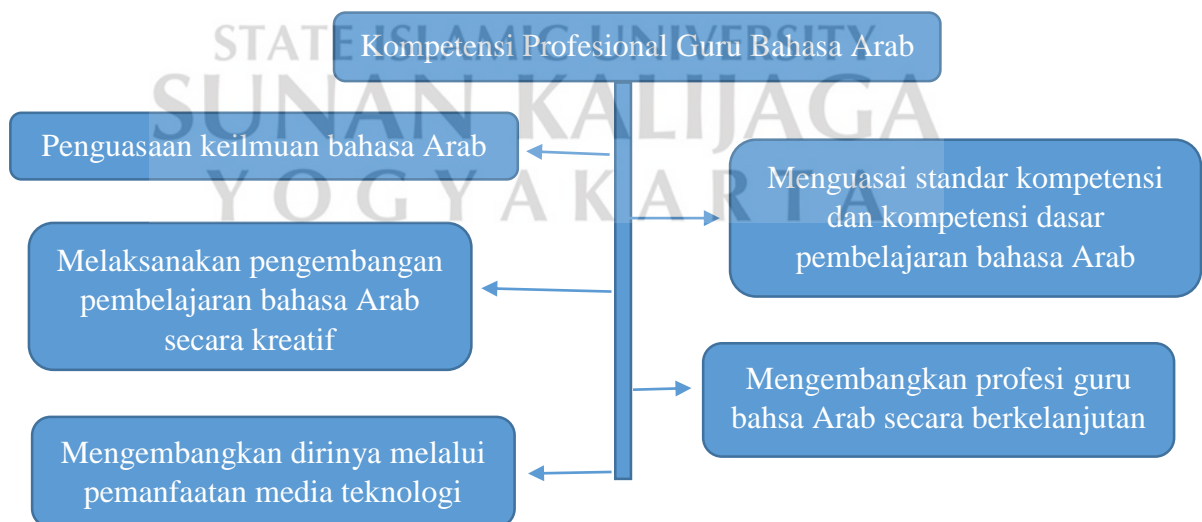 STATE ISLAMIC UNIVERSITY
SUNAN KALIJAGA
YOGYAKARTA
Kompetensi Profesional Guru Bahasa Arab
Penguasaan keilmuan bahasa Arab
Menguasai standar kompetensi
dan kompetensi dasar
pembelajaran bahasa Arab
Melaksanakan pengembangan
pembelajaran bahasa Arab
secara kreatif
Mengembangkan profesi guru
bahsa Arab secara berkelanjutan
Mengembangkan dirinya melalui
pemanfaatan media teknologi